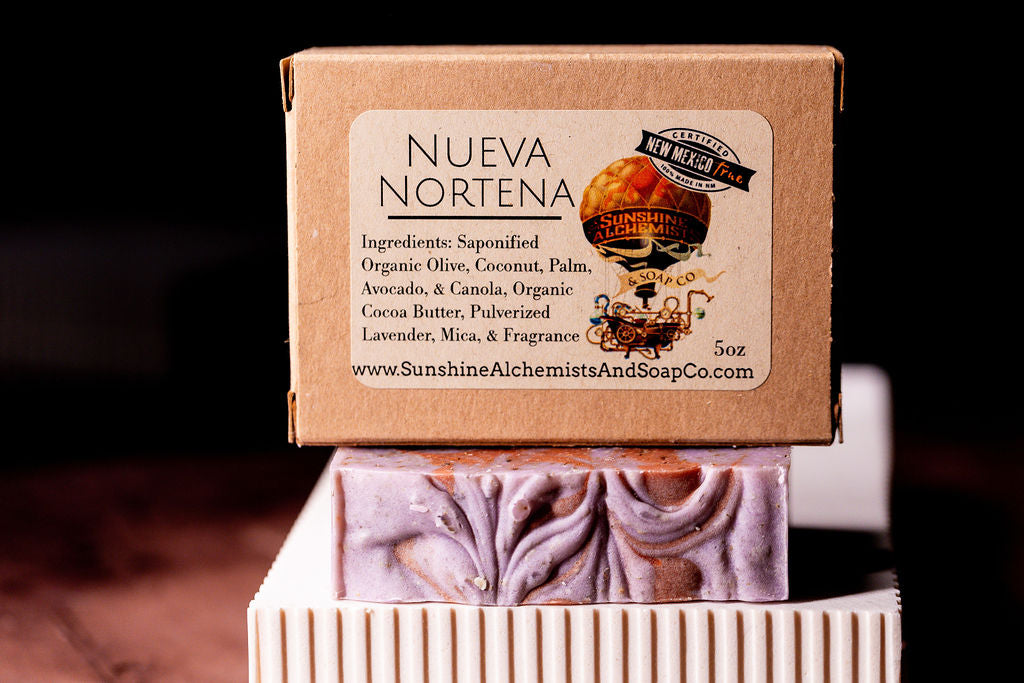 NUEVA
NORTENA
Ingredients: Saponified
Organic Olive, Coconut, Palm,
Avocado, & Canola, Organic
Cocoa Butter, Pulverized
Lavender, Mica, & Fragrance
CERTIFIED
NEW MEXICO true
100% MADE IN NM
SUNSHINE
ALCHEMISTS
& SOAP CO
5oz
www.SunshineAlchemistsAndSoapCo.com